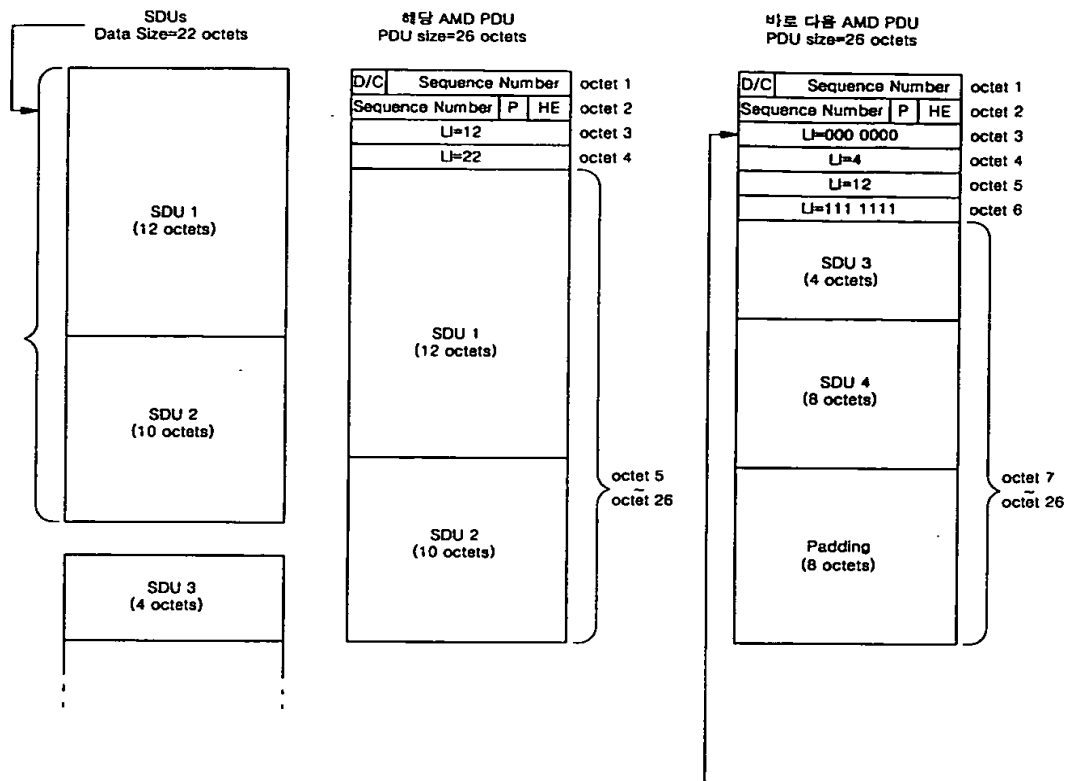 SDUs
Data Size=22 octets
SDU 1
(12 octets)
SDU 2
(10 octets)
SDU 3
(4 octets)
해당 AMD PDU
PDU size=26 octets
D/C Sequence Number octet 1
Sequence Number P HE octet 2
LI=12 octet 3
LI=22 octet 4
SDU 1
(12 octets)
SDU 2
(10 octets)
octet 5
~
octet 26
바로 다음 AMD PDU
PDU size=26 octets
D/C Sequence Number octet 1
Sequence Number P HE octet 2
LI=000 0000 octet 3
LI=4 octet 4
LI=12 octet 5
LI=111 1111 octet 6
SDU 3
(4 octets)
SDU 4
(8 octets)
Padding
(8 octets)
octet 7
~
octet 26